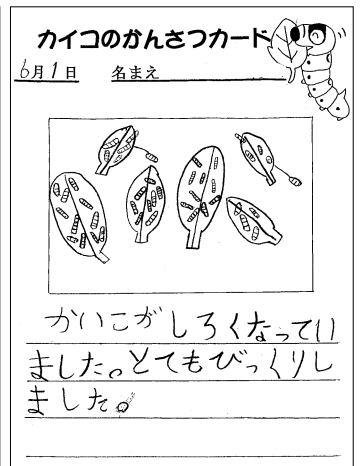 カイコのかんさつカード
6月1日 名まえ
かいこがしろくなってい
ました。とてもびっくりし
ました。